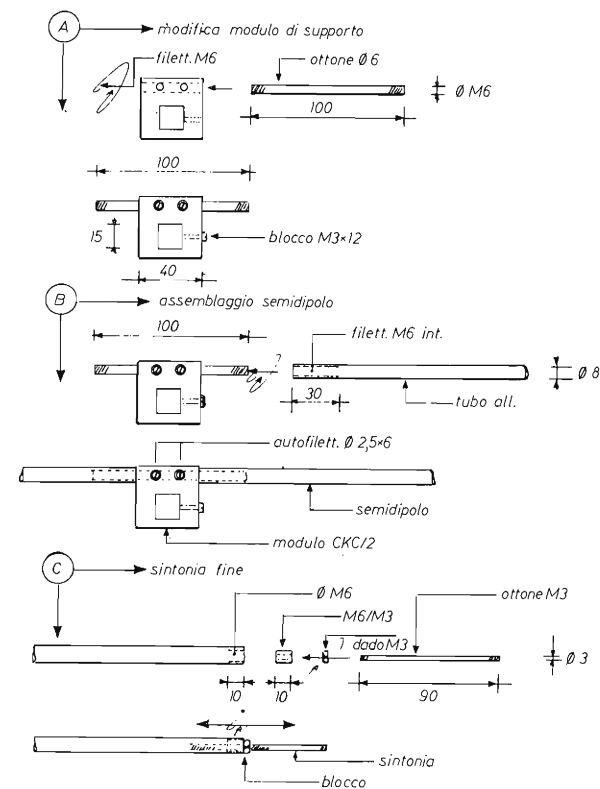 A modifica modulo di supporto
filett. M6
ottone Ø 6
Ø M6
100
100
15
blocco M3×12
40
B assemblaggio semidipolo
100
filett. M6 int.
Ø 8
30
tubo all.
autofilett. Ø 2,5×6
semidipolo
modulo CKC/2
C sintonia fine
Ø M6
M6/M3
ottone M3
dado M3
Ø 3
10
10
90
sintonia
blocco